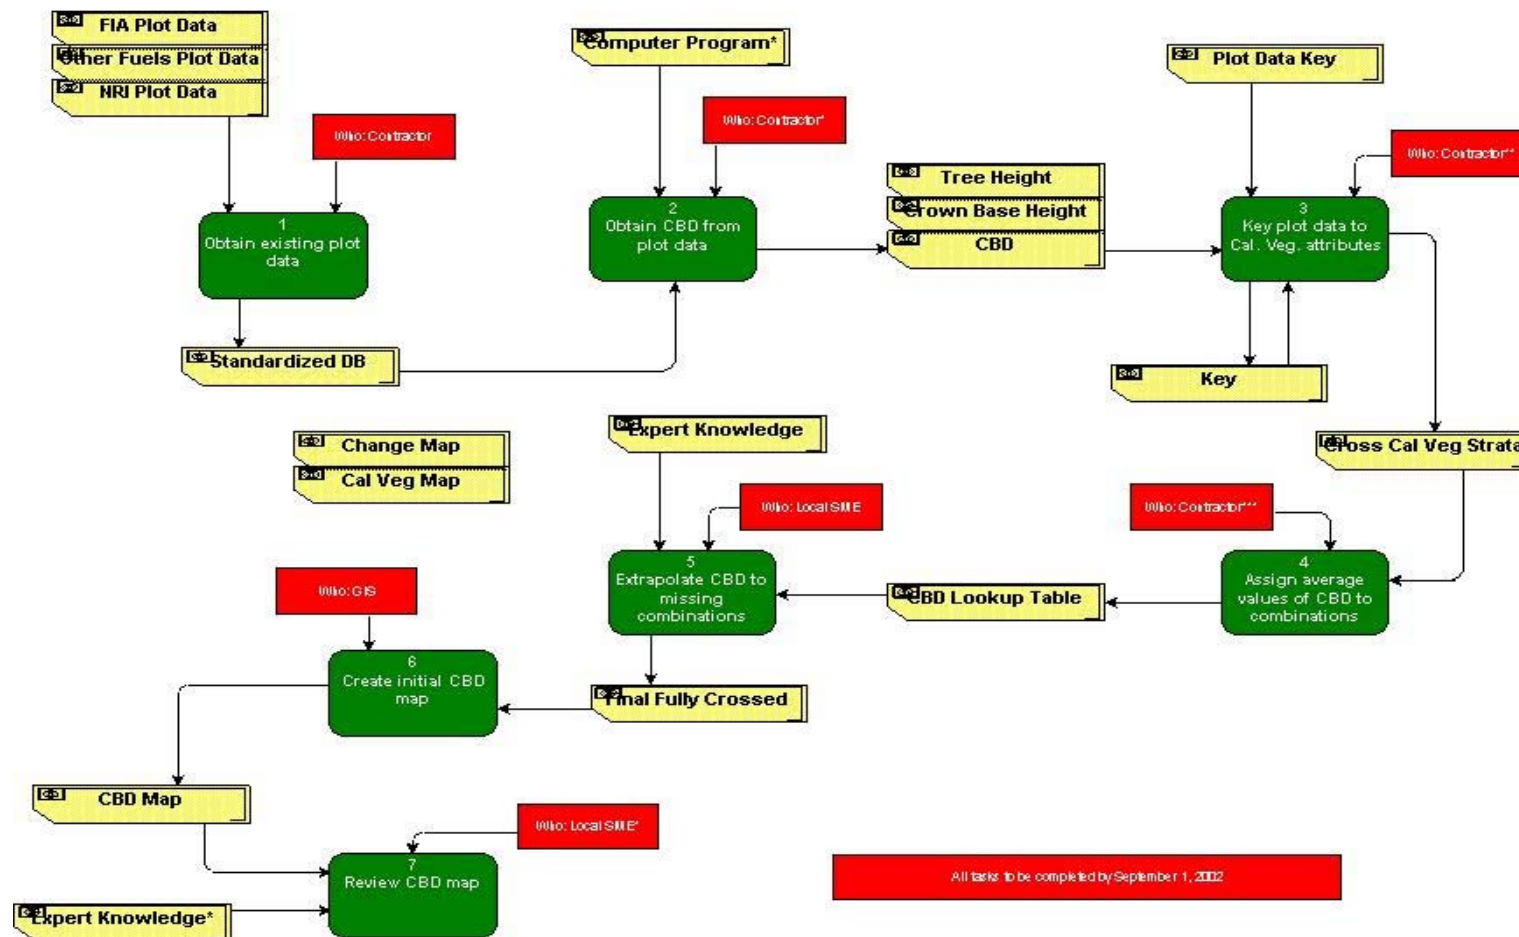 FIA Plot Data
Other Fuels Plot Data
NRI Plot Data
Who: Contractor
1
Obtain existing plot
data
Standardized DB
Computer Program*
Who: Contractor*
2
Obtain CBD from
plot data
Tree Height
Crown Base Height
CBD
Plot Data Key
Who: Contractor**
3
Key plot data to
Cal. Veg. attributes
Key
Cross Cal Veg Strata
Who: Contractor***
4
Assign average
values of CBD to
combinations
CBD Lookup Table
Expert Knowledge
Who: Local SME
5
Extrapolate CBD to
missing
combinations
Final Fully Crossed
Change Map
Cal Veg Map
Who: GIS
6
Create initial CBD
map
CBD Map
Who: Local SME*
7
Review CBD map
Expert Knowledge*
All tasks to be completed by September 1, 2002